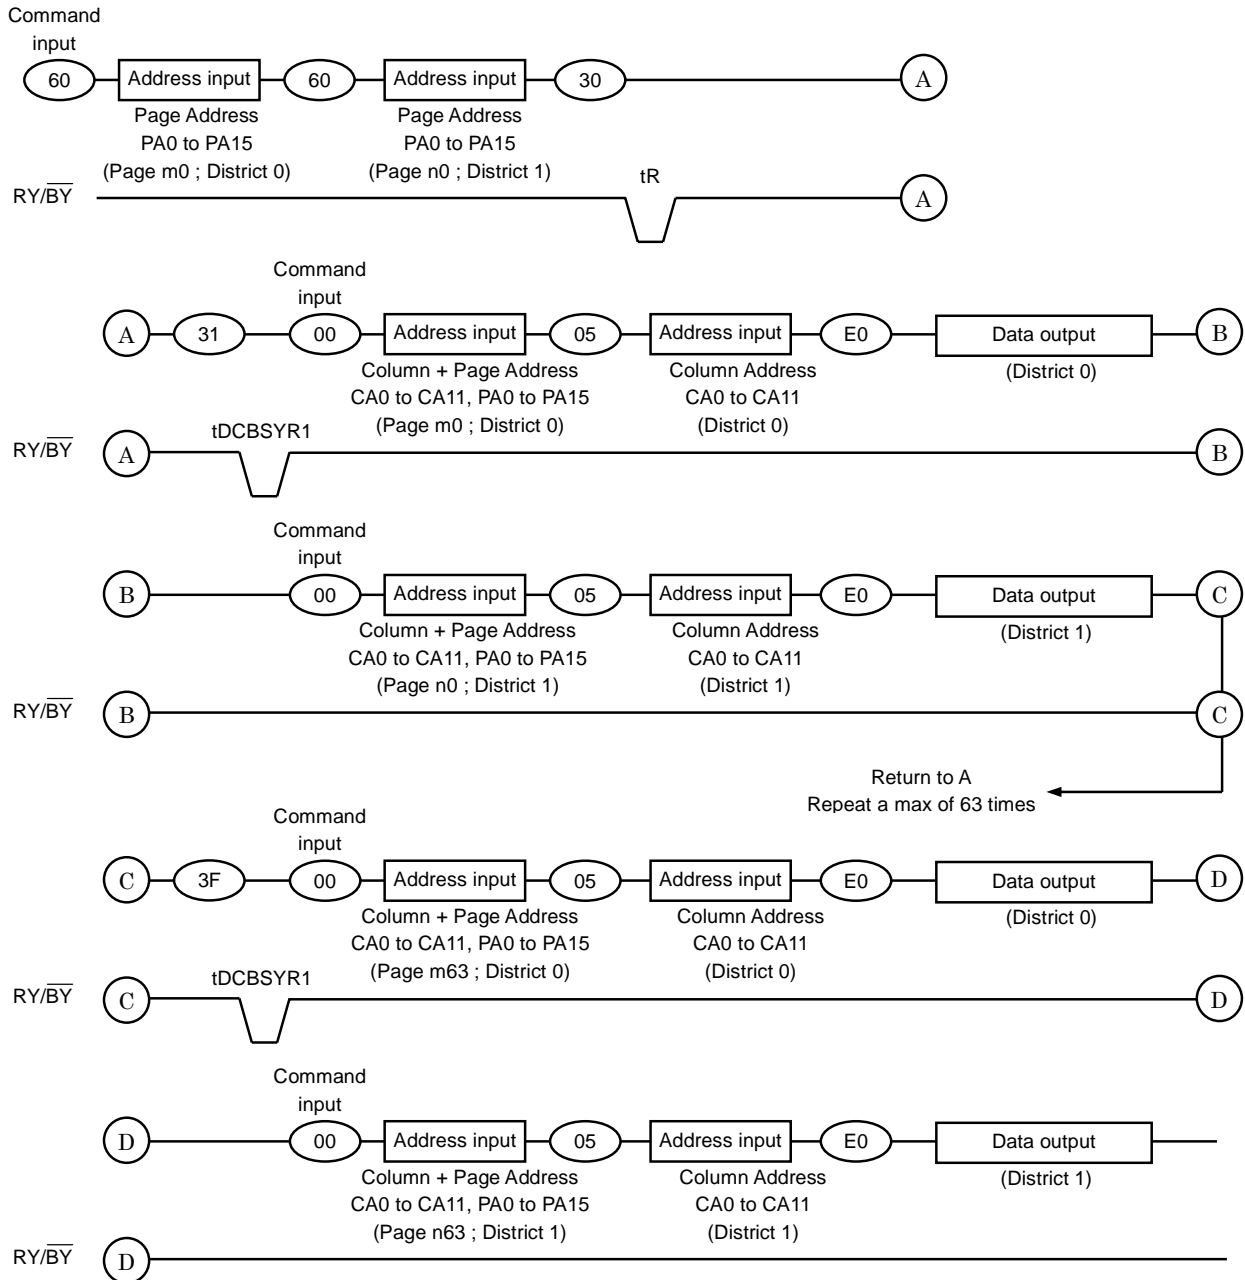 Command
input
60 Address input 60 Address input 30 A
Page Address Page Address
PA0 to PA15 PA0 to PA15
(Page m0 ; District 0) (Page n0 ; District 1)
tR
RY/BY A
Command
input
A 31 00 Address input 05 Address input E0 Data output B
Column + Page Address Column Address (District 0)
CA0 to CA11, PA0 to PA15 CA0 to CA11
(Page m0 ; District 0) (District 0)
tDCBSYR1
RY/BY A B
Command
input
B 00 Address input 05 Address input E0 Data output C
Column + Page Address Column Address (District 1)
CA0 to CA11, PA0 to PA15 CA0 to CA11
(Page n0 ; District 1) (District 1)
RY/BY B C
Return to A
Repeat a max of 63 times
Command
input
C 3F 00 Address input 05 Address input E0 Data output D
Column + Page Address Column Address (District 0)
CA0 to CA11, PA0 to PA15 CA0 to CA11
(Page m63 ; District 0) (District 0)
tDCBSYR1
RY/BY C D
Command
input
D 00 Address input 05 Address input E0 Data output
Column + Page Address Column Address (District 1)
CA0 to CA11, PA0 to PA15 CA0 to CA11
(Page n63 ; District 1) (District 1)
RY/BY D